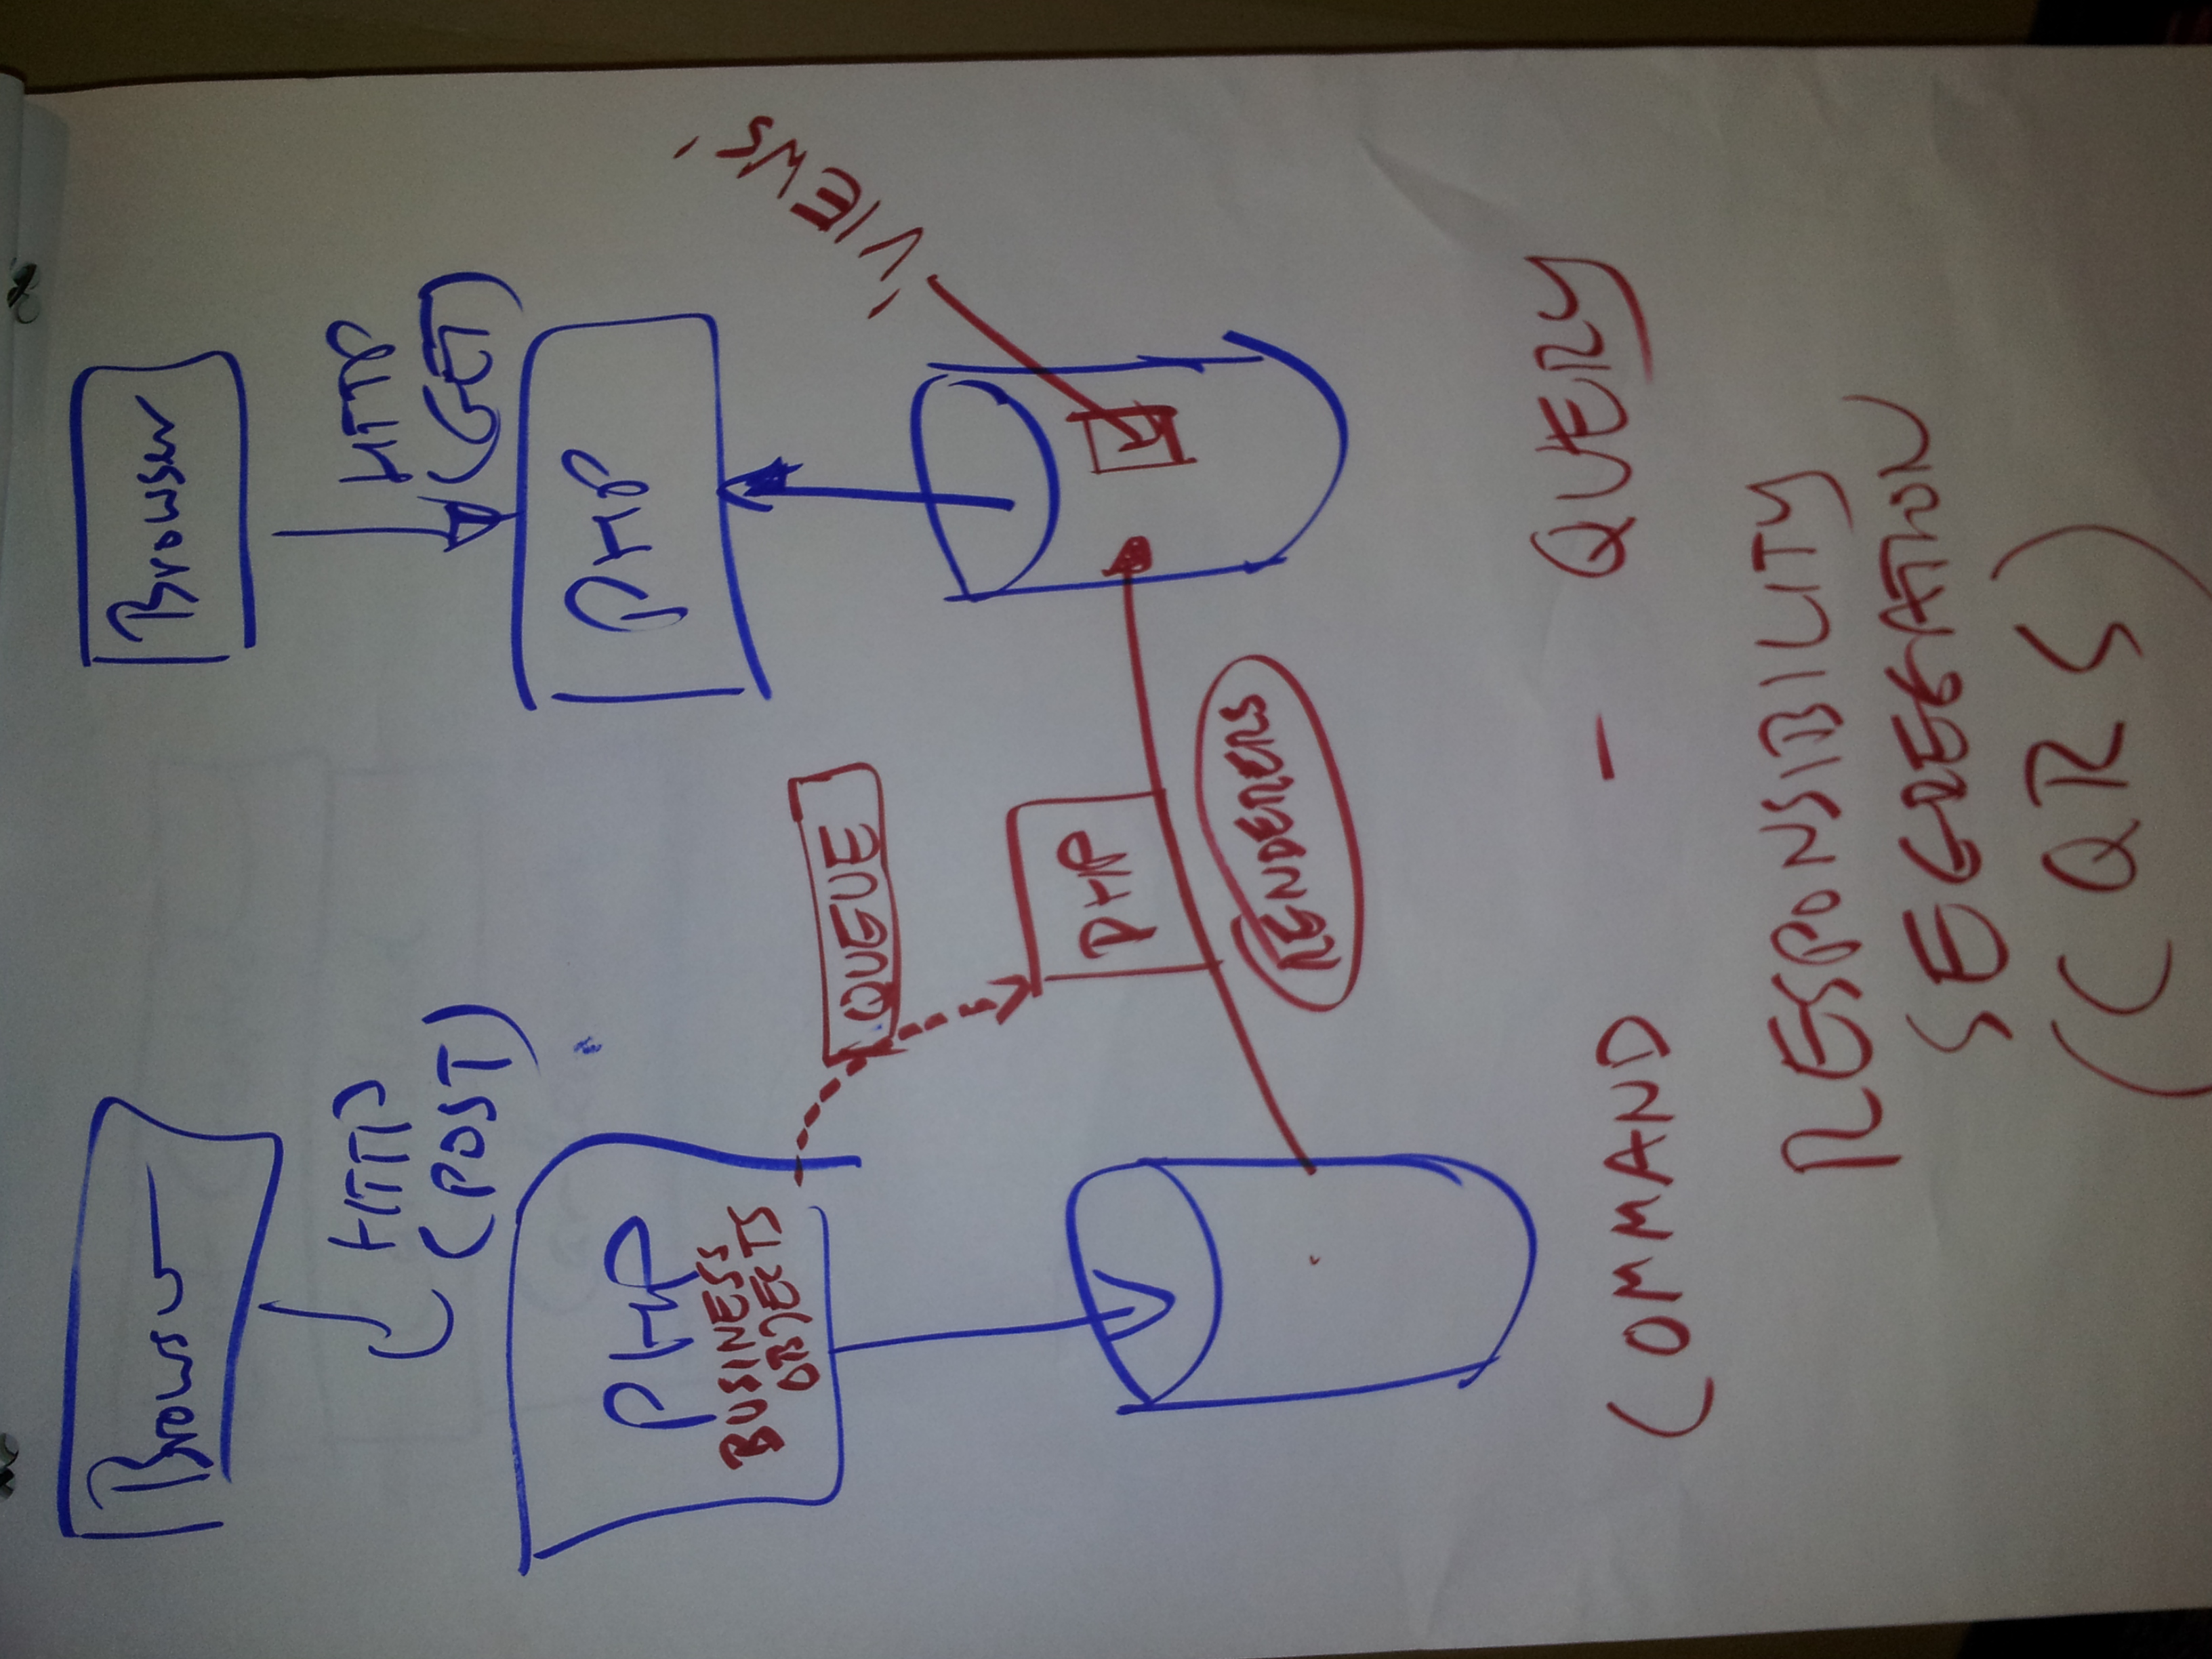 Browser
Browser
HTTP
(POST)
HTTP
(GET)
PHP
BUSINESS
OBJECTS
PHP
'VIEWS'
QUEUE
PHP
RENDERERS
COMMAND - QUERY
RESPONSIBILITY
SEGREGATION
(CQRS)